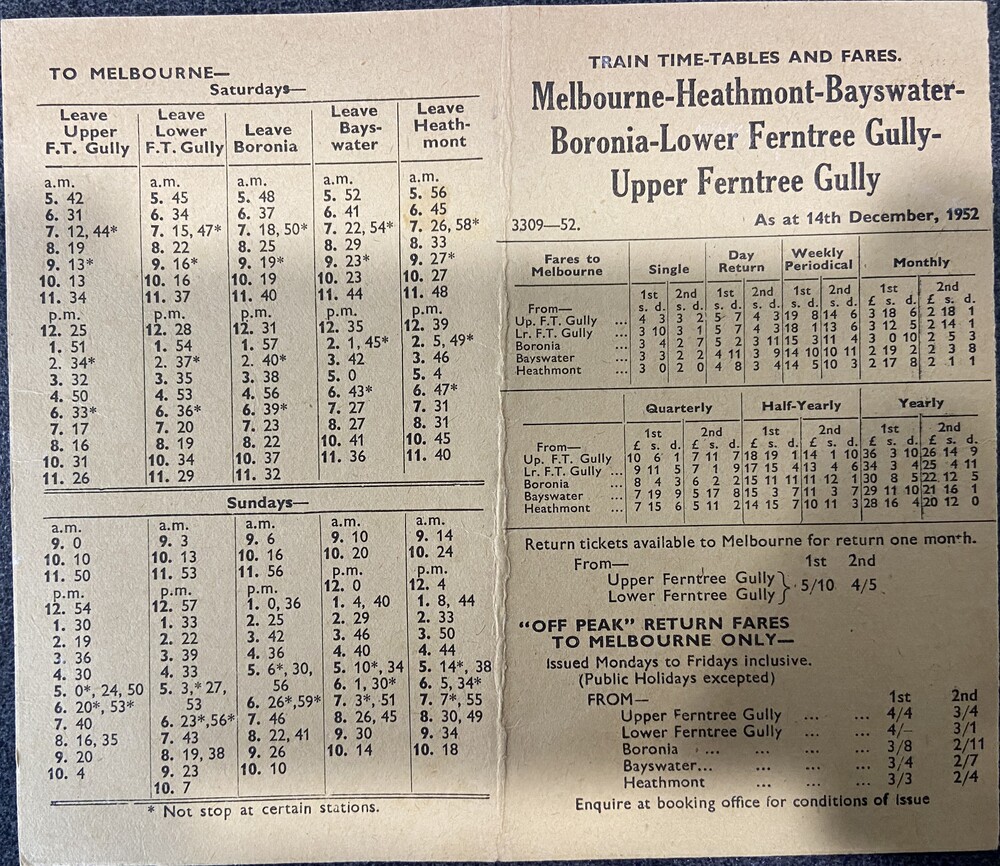 TO MELBOURNE—
Saturdays—
Leave Upper F.T. Gully | Leave Lower F.T. Gully | Leave Boronia | Leave Bays-water | Leave Heath-mont
a.m. | a.m. | a.m. | a.m. | a.m.
5. 42 | 5. 45 | 5. 48 | 5. 52 | 5. 56
6. 31 | 6. 34 | 6. 37 | 6. 41 | 6. 45
7. 12, 44* | 7. 15, 47* | 7. 18, 50* | 7. 22, 54* | 7. 26, 58*
8. 19 | 8. 22 | 8. 25 | 8. 29 | 8. 33
9. 13* | 9. 16* | 9. 19* | 9. 23* | 9. 27*
10. 13 | 10. 16 | 10. 19 | 10. 23 | 10. 27
11. 34 | 11. 37 | 11. 40 | 11. 44 | 11. 48
p.m. | p.m. | p.m. | p.m. | p.m.
12. 25 | 12. 28 | 12. 31 | 12. 35 | 12. 39
1. 51 | 1. 54 | 1. 57 | 2. 1, 45* | 2. 5, 49*
2. 34* | 2. 37* | 2. 40* | 3. 42 | 3. 46
3. 32 | 3. 35 | 3. 38 | 5. 0 | 5. 4
4. 50 | 4. 53 | 4. 56 | 6. 43* | 6. 47*
6. 33* | 6. 36* | 6. 39* | 7. 27 | 7. 31
7. 17 | 7. 20 | 7. 23 | 8. 27 | 8. 31
8. 16 | 8. 19 | 8. 22 | 10. 41 | 10. 45
10. 31 | 10. 34 | 10. 37 | 11. 36 | 11. 40
11. 26 | 11. 29 | 11. 32
Sundays—
a.m. | a.m. | a.m. | a.m. | a.m.
9. 0 | 9. 3 | 9. 6 | 9. 10 | 9. 14
10. 10 | 10. 13 | 10. 16 | 10. 20 | 10. 24
11. 50 | 11. 53 | 11. 56 | p.m. | p.m.
p.m. | p.m. | p.m. | 12. 0 | 12. 4
12. 54 | 12. 57 | 1. 0, 36 | 1. 4, 40 | 1. 8, 44
1. 30 | 1. 33 | 2. 25 | 2. 29 | 2. 33
2. 19 | 2. 22 | 3. 42 | 3. 46 | 3. 50
3. 36 | 3. 39 | 4. 36 | 4. 40 | 4. 44
4. 30 | 4. 33 | 5. 6*, 30, | 5. 10*, 34 | 5. 14*, 38
5. 0*, 24, 50 | 5. 3,* 27, | 56 | 6. 1, 30* | 6. 5, 34*
6. 20*, 53* | 53 | 6. 26*,59* | 7. 3*, 51 | 7. 7*, 55
7. 40 | 6. 23*,56* | 7. 46 | 8. 26, 45 | 8. 30, 49
8. 16, 35 | 7. 43 | 8. 22, 41 | 9. 30 | 9. 34
9. 20 | 8. 19, 38 | 9. 26 | 10. 14 | 10. 18
10. 4 | 9. 23 | 10. 10
10. 7
* Not stop at certain stations.
TRAIN TIME-TABLES AND FARES.
Melbourne-Heathmont-Bayswater-
Boronia-Lower Ferntree Gully-
Upper Ferntree Gully
3309—52. As at 14th December, 1952
Fares to Melbourne | Single | Day Return | Weekly Periodical | Monthly
1st | 2nd | 1st | 2nd | 1st | 2nd | 1st | 2nd
From— | s. d. | s. d. | s. d. | s. d. | s. d. | s. d. | £ s. d. | £ s. d.
Up. F.T. Gully ... | 4 3 | 3 2 | 5 7 | 4 3 | 19 8 | 14 6 | 3 18 6 | 2 18 1
Lr. F.T. Gully ... | 3 10 | 3 1 | 5 7 | 4 3 | 18 1 | 13 6 | 3 12 5 | 2 14 1
Boronia ... | 3 4 | 2 7 | 5 2 | 3 11 | 15 3 | 11 4 | 3 0 10 | 2 5 3
Bayswater ... | 3 3 | 2 2 | 4 11 | 3 9 | 14 10 | 10 11 | 2 19 2 | 2 3 8
Heathmont ... | 3 0 | 2 0 | 4 8 | 3 4 | 14 5 | 10 3 | 2 17 8 | 2 1 1
Quarterly | Half-Yearly | Yearly
1st | 2nd | 1st | 2nd | 1st | 2nd
From— | £ s. d. | £ s. d. | £ s. d. | £ s. d. | £ s. d. | £ s. d.
Up. F.T. Gully | 10 6 1 | 7 11 7 | 18 19 1 | 14 1 10 | 36 3 10 | 26 14 9
Lr. F.T. Gully ... | 9 11 5 | 7 1 9 | 17 15 4 | 13 4 6 | 34 3 4 | 25 4 11
Boronia ... | 8 4 3 | 6 2 2 | 15 11 11 | 11 12 1 | 30 8 5 | 22 12 5
Bayswater ... | 7 19 9 | 5 17 8 | 15 3 7 | 11 3 7 | 29 11 10 | 21 16 1
Heathmont ... | 7 15 6 | 5 11 2 | 14 15 7 | 10 11 3 | 28 16 4 | 20 12 0
Return tickets available to Melbourne for return one month.
From— 1st 2nd
Upper Ferntree Gully } 5/10 4/5
Lower Ferntree Gully
"OFF PEAK" RETURN FARES
TO MELBOURNE ONLY—
Issued Mondays to Fridays inclusive.
(Public Holidays excepted)
FROM— 1st 2nd
Upper Ferntree Gully ... ... 4/4 3/4
Lower Ferntree Gully ... ... 4/– 3/1
Boronia ... ... ... 3/8 2/11
Bayswater... ... ... 3/4 2/7
Heathmont ... ... ... 3/3 2/4
Enquire at booking office for conditions of issue